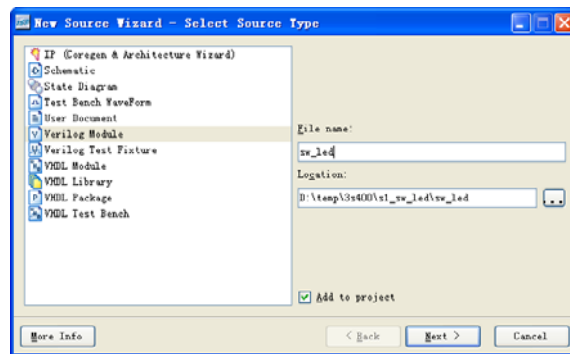 New Source Wizard - Select Source Type
IP (Coregen & Architecture Wizard)
Schematic
State Diagram
Test Bench WaveForm
User Document
Verilog Module
Verilog Test Fixture
VHDL Module
VHDL Library
VHDL Package
VHDL Test Bench
File name:
sw_led
Location:
D:\temp\3s400\s1_sw_led\sw_led
...
Add to project
More Info
< Back
Next >
Cancel